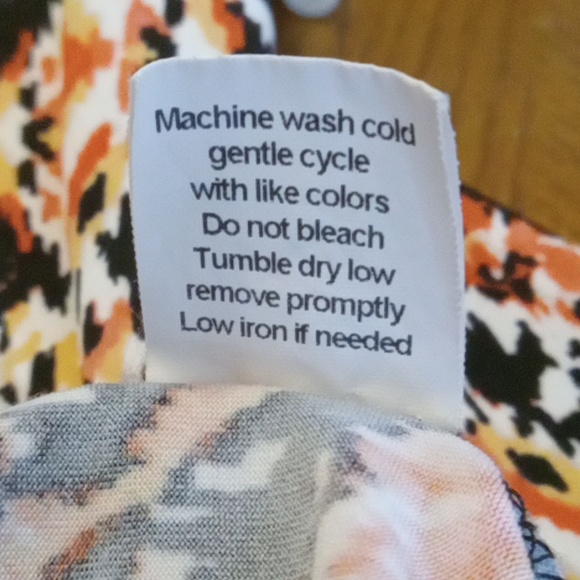 Machine wash cold
gentle cycle
with like colors
Do not bleach
Tumble dry low
remove promptly
Low iron if needed